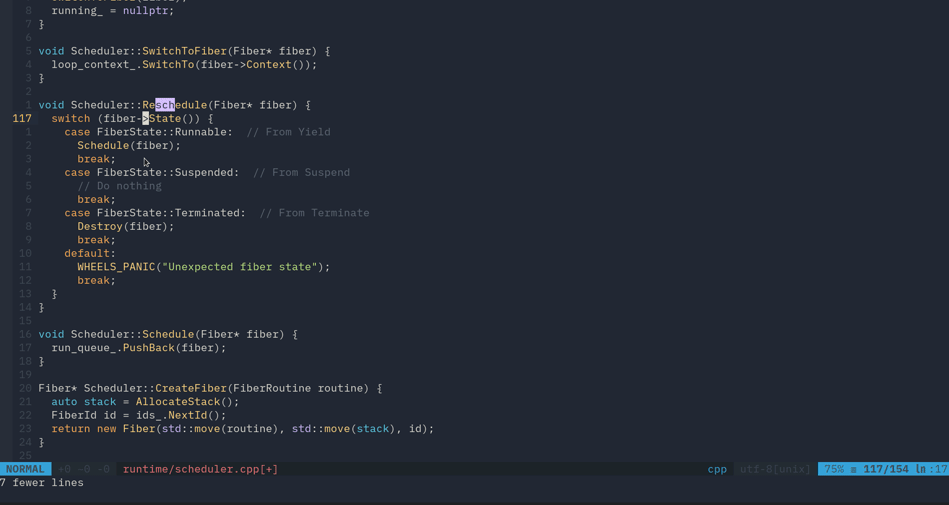 8 running_ = nullptr;
7 }
6
5 void Scheduler::SwitchToFiber(Fiber* fiber) {
4 loop_context_.SwitchTo(fiber->Context());
3 }
2
1 void Scheduler::Reschedule(Fiber* fiber) {
117 switch (fiber->State()) {
1 case FiberState::Runnable:  // From Yield
2 Schedule(fiber);
3 break;
4 case FiberState::Suspended:  // From Suspend
5 // Do nothing
6 break;
7 case FiberState::Terminated:  // From Terminate
8 Destroy(fiber);
9 break;
10 default:
11 WHEELS_PANIC("Unexpected fiber state");
12 break;
13 }
14 }
15
16 void Scheduler::Schedule(Fiber* fiber) {
17 run_queue_.PushBack(fiber);
18 }
19
20 Fiber* Scheduler::CreateFiber(FiberRoutine routine) {
21 auto stack = AllocateStack();
22 FiberId id = ids_.NextId();
23 return new Fiber(std::move(routine), std::move(stack), id);
24 }
25
NORMAL +0 ~0 -0 runtime/scheduler.cpp[+] cpp utf-8[unix] 75% ≡ 117/154 ln :17
7 fewer lines